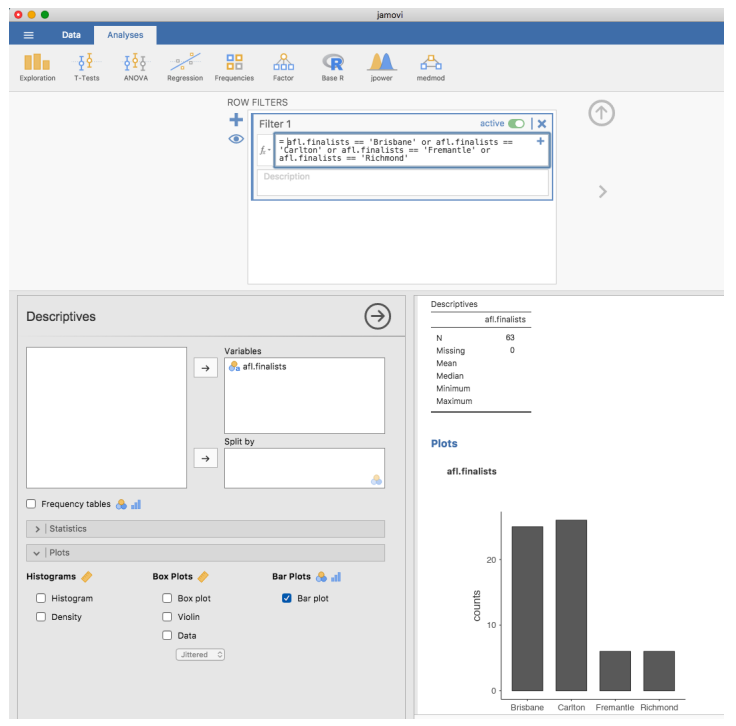 jamovi
Data Analyses
Exploration T-Tests ANOVA Regression Frequencies Factor Base R jpower medmod
ROW FILTERS
Filter 1 active
fx
= afl.finalists == 'Brisbane' or afl.finalists ==
'Carlton' or afl.finalists == 'Fremantle' or
afl.finalists == 'Richmond'
Description
Descriptives
Variables
afl.finalists
Split by
Frequency tables
Statistics
Plots
Histograms Box Plots Bar Plots
Histogram Box plot Bar plot
Density Violin
Data
Jittered
Descriptives
afl.finalists
N 63
Missing 0
Mean
Median
Minimum
Maximum
Plots
afl.finalists
counts
20
10
0
Brisbane Carlton Fremantle Richmond